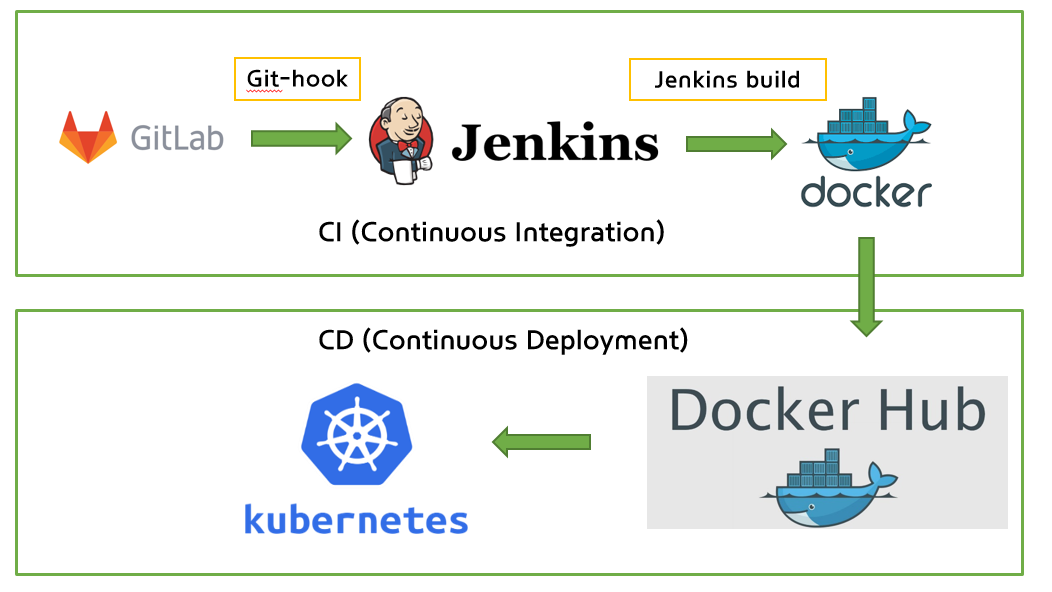 Git-hook
Jenkins build
GitLab
Jenkins
docker
CI (Continuous Integration)
CD (Continuous Deployment)
Docker Hub
kubernetes